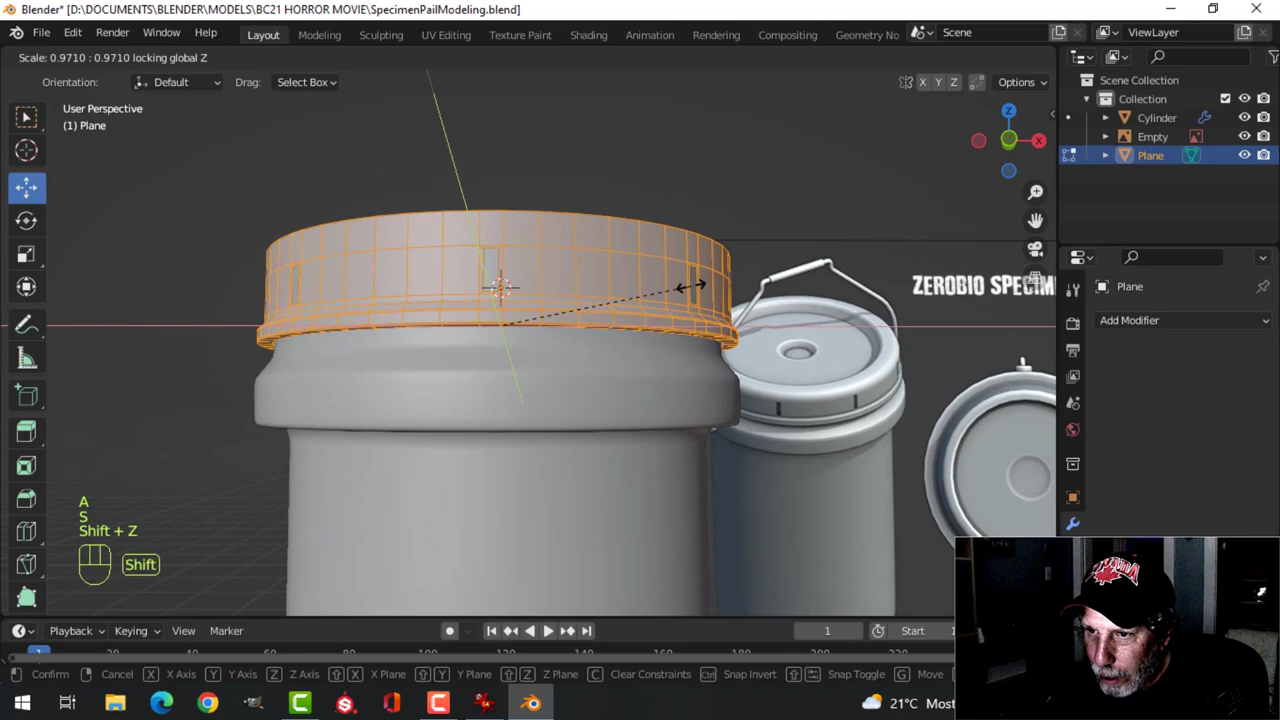 Blender* [D:\DOCUMENTS\BLENDER\MODELS\BC21 HORROR MOVIE\SpecimenPailModeling.blend]
File Edit Render Window Help Layout Modeling Sculpting UV Editing Texture Paint Shading Animation Rendering Compositing Geometry No Scene ViewLayer
Scale: 0.9710 : 0.9710 locking global Z
Orientation: Default Drag: Select Box X Y Z Options
User Perspective
(1) Plane
Scene Collection
Collection
Cylinder
Empty
Plane
Z
X
ZEROBIO SPECIM
Plane
Add Modifier
A
S
Shift + Z
Shift
Playback Keying View Marker 1 Start
Confirm Cancel X X Axis Y Y Axis Z Z Axis X X Plane Y Y Plane Z Z Plane C Clear Constraints Ctrl Snap Invert Snap Toggle G Move
21°C Most